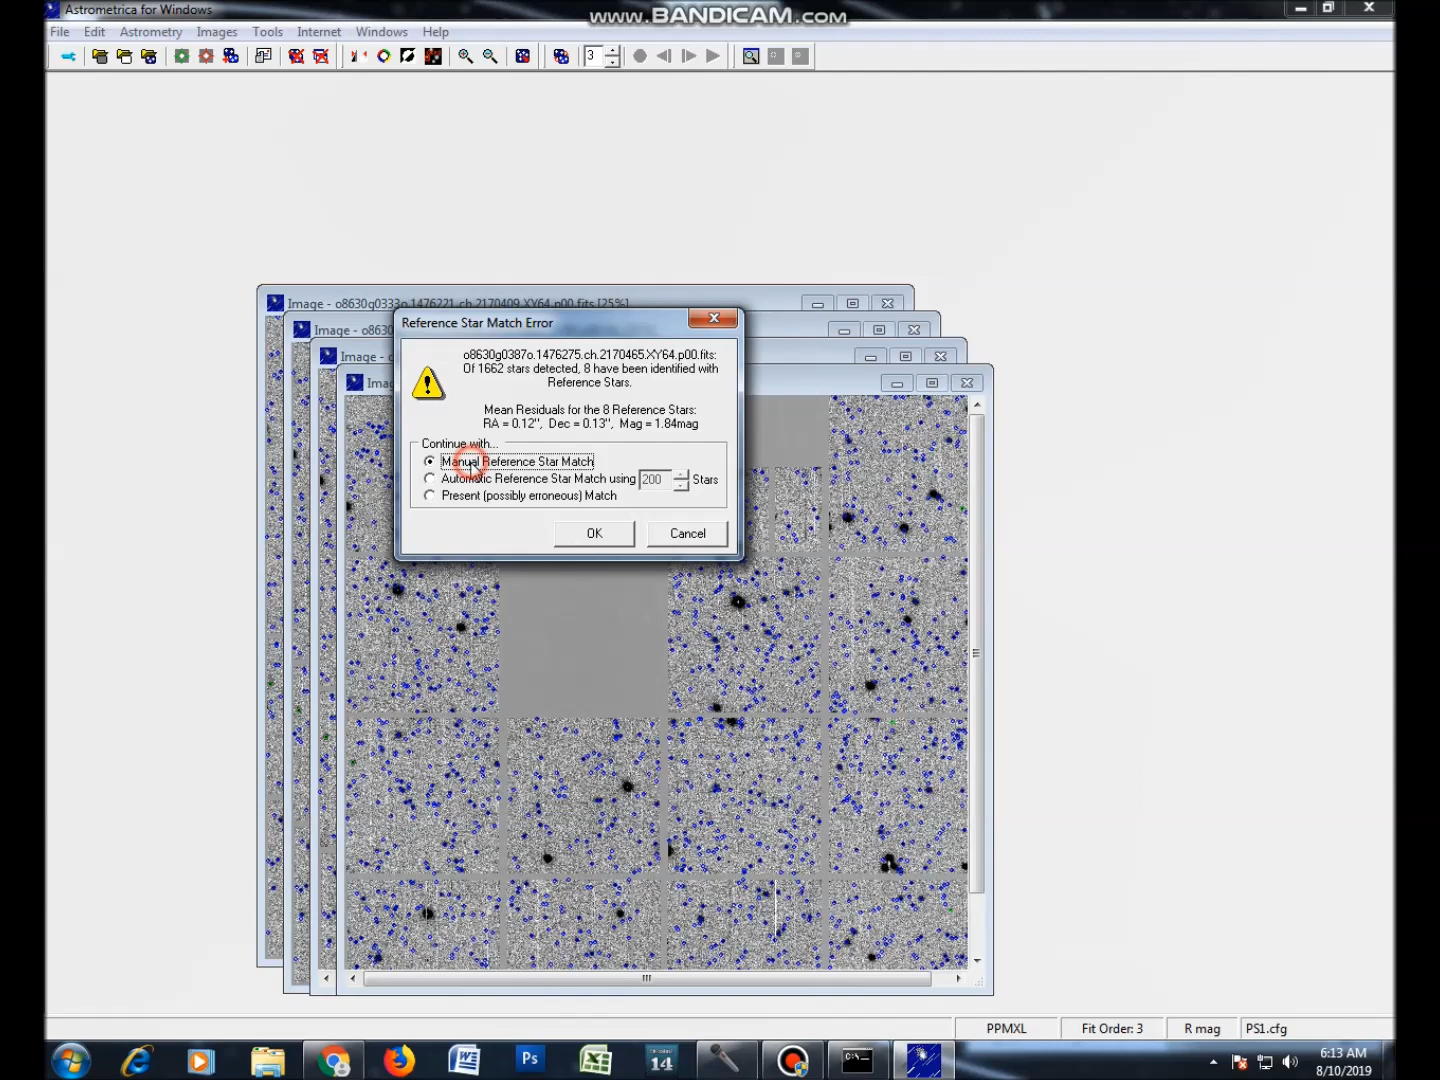 Astrometrica for Windows
www.BANDICAM.com
File Edit Astrometry Images Tools Internet Windows Help
3
Image - o8630g0333o.1476221.ch.2170409.XY64.p00.fits [25%]
Image - o8630
Image - o
Ima
Reference Star Match Error
o8630g0387o.1476275.ch.2170465.XY64.p00.fits:
Of 1662 stars detected, 8 have been identified with
Reference Stars.
Mean Residuals for the 8 Reference Stars:
RA = 0.12", Dec = 0.13", Mag = 1.84mag
Continue with...
Manual Reference Star Match
Automatic Reference Star Match using 200 Stars
Present (possibly erroneous) Match
OK Cancel
PPMXL Fit Order: 3 R mag PS1.cfg
Ps
14
C:\
6:13 AM
8/10/2019